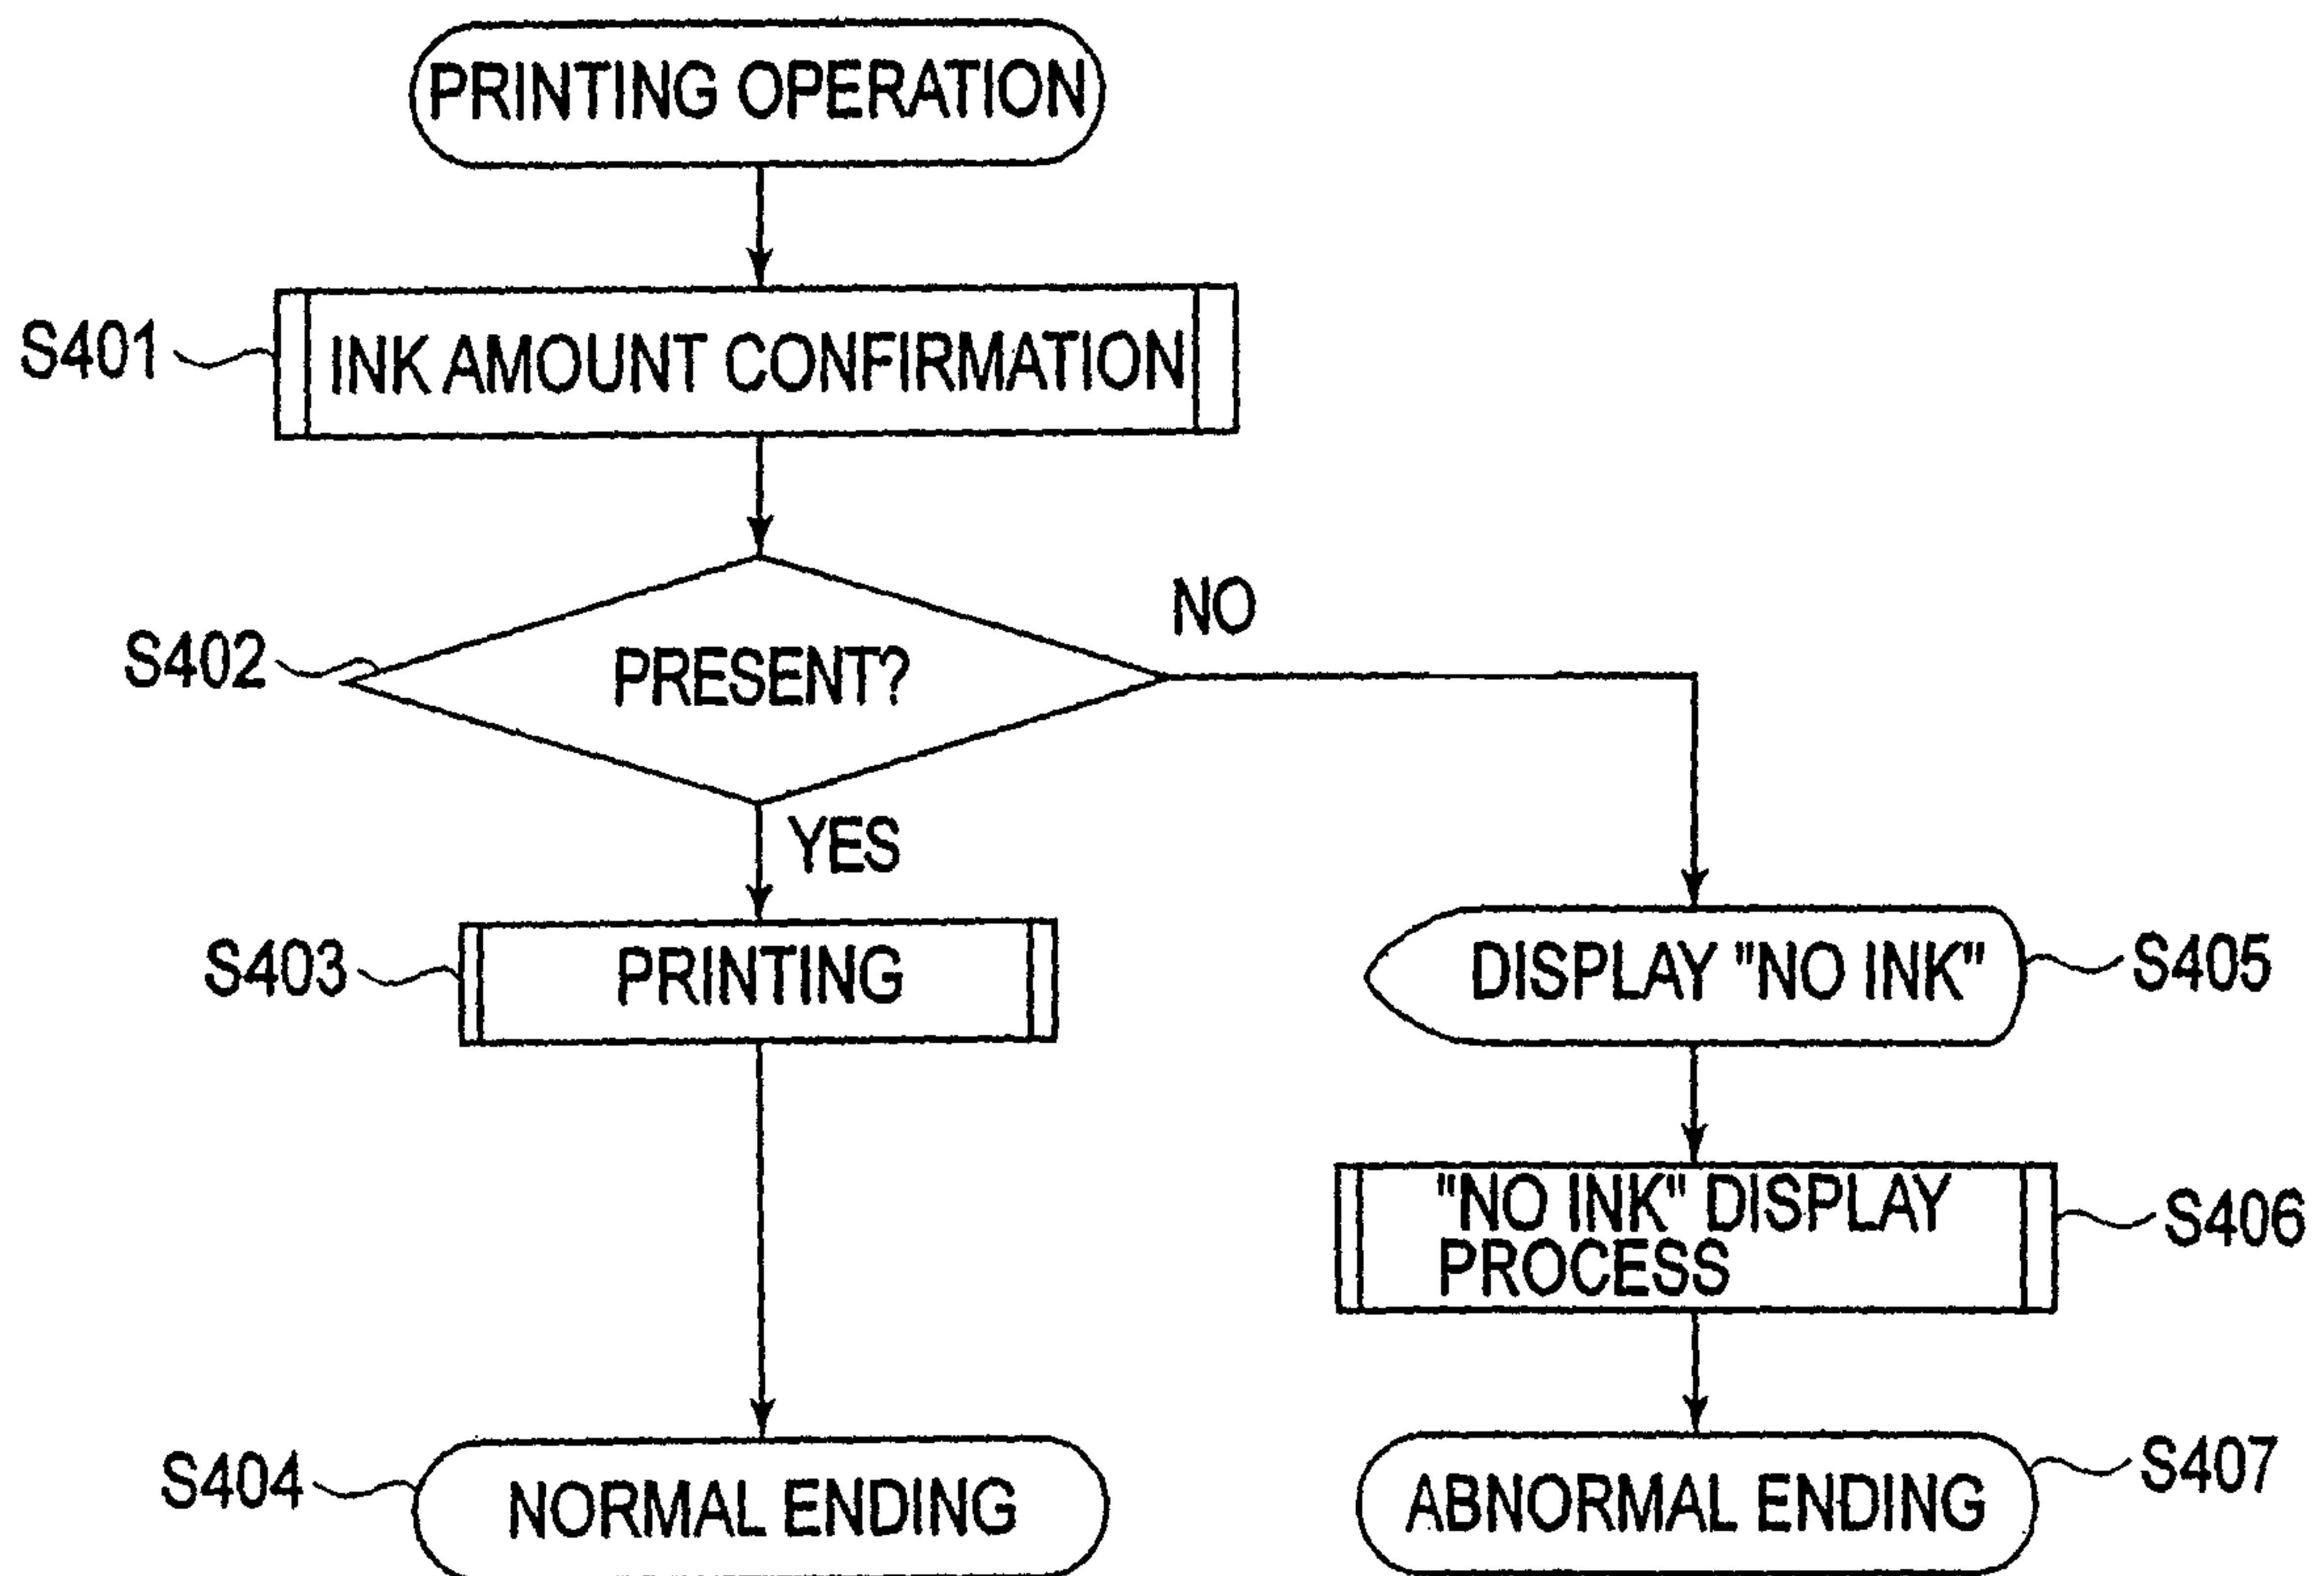 PRINTING OPERATION
S401
INK AMOUNT CONFIRMATION
S402
PRESENT?
NO
YES
S403
PRINTING
DISPLAY "NO INK"
S405
"NO INK" DISPLAY
PROCESS
S406
S404
NORMAL ENDING
ABNORMAL ENDING
S407